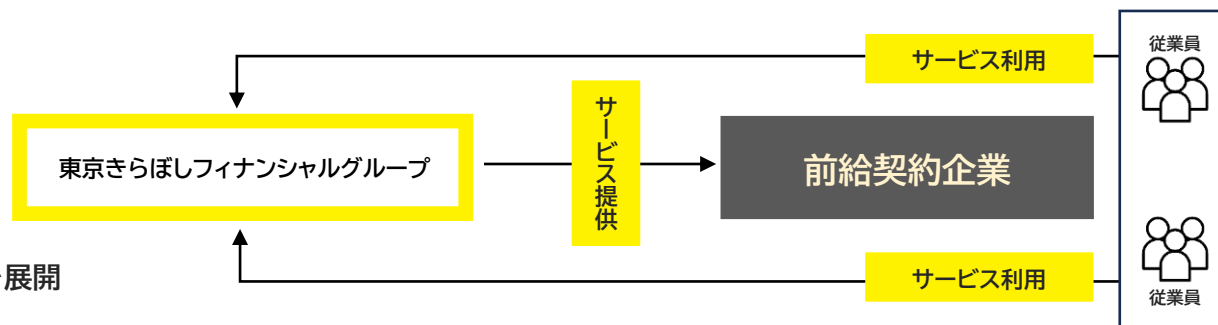 従業員
サービス利用
サービス提供
東京きらぼしフィナンシャルグループ
前給契約企業
展開
サービス利用
従業員